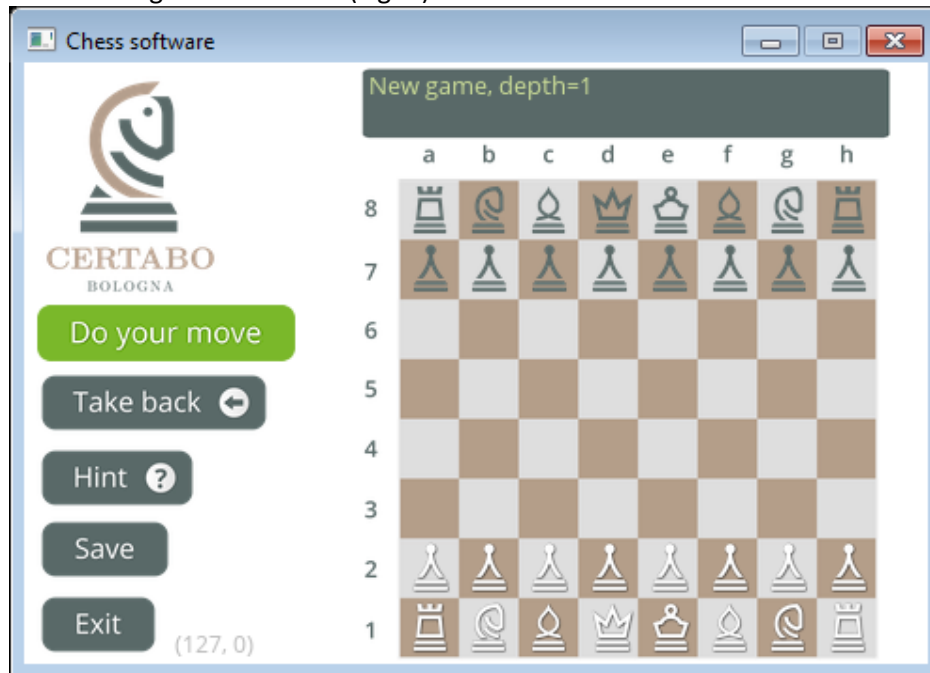 Chess software
New game, depth=1
a b c d e f g h
8
CERTABO
BOLOGNA
7
Do your move
6
Take back
5
4
Hint ?
3
Save
2
Exit
(127, 0)
1